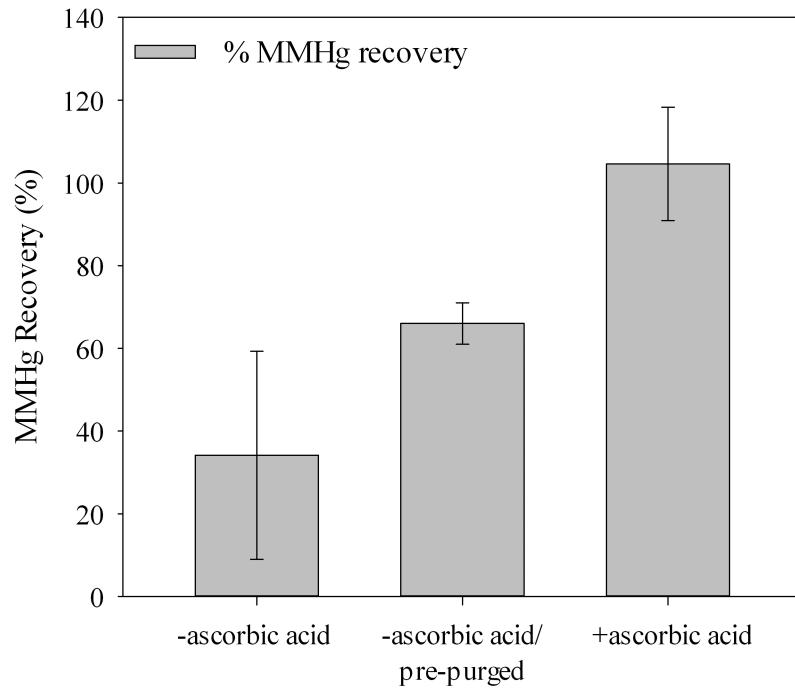 140
% MMHg recovery
120
100
80
60
40
20
0
MMHg Recovery (%)
-ascorbic acid
-ascorbic acid/
pre-purged
+ascorbic acid